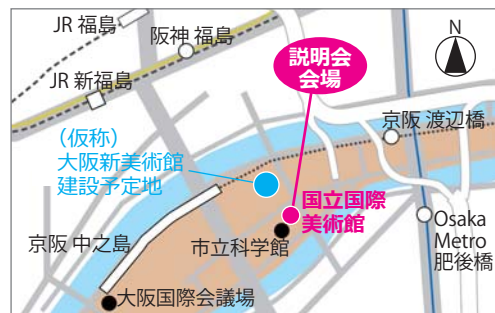 JR 福島
阪神 福島
JR 新福島
説明会
会場
N
京阪 渡辺橋
（仮称）
大阪新美術館
建設予定地
国立国際
美術館
京阪 中之島
市立科学館
Osaka
Metro
肥後橋
大阪国際会議場